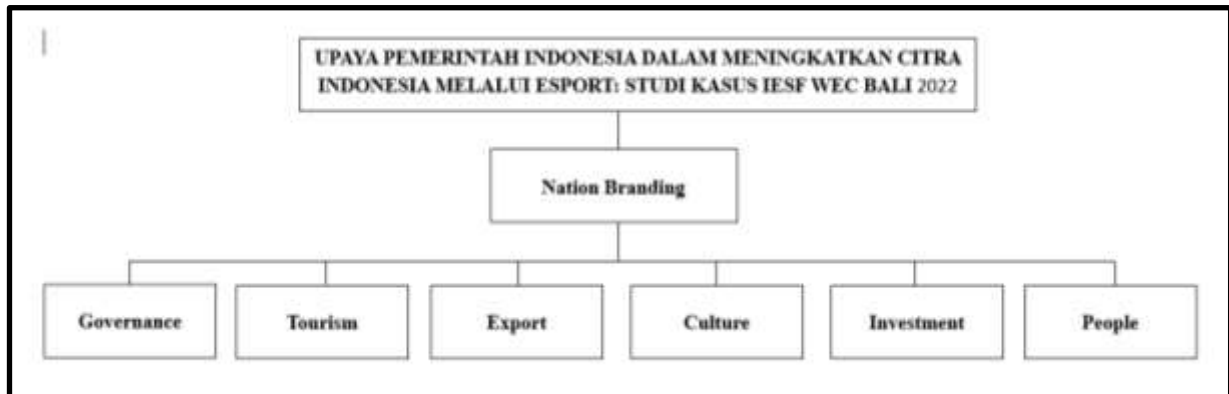 UPAYA PEMERINTAH INDONESIA DALAM MENINGKATKAN CITRA
INDONESIA MELALUI ESPORT: STUDI KASUS IESF WEC BALI 2022
Nation Branding
Governance
Tourism
Export
Culture
Investment
People